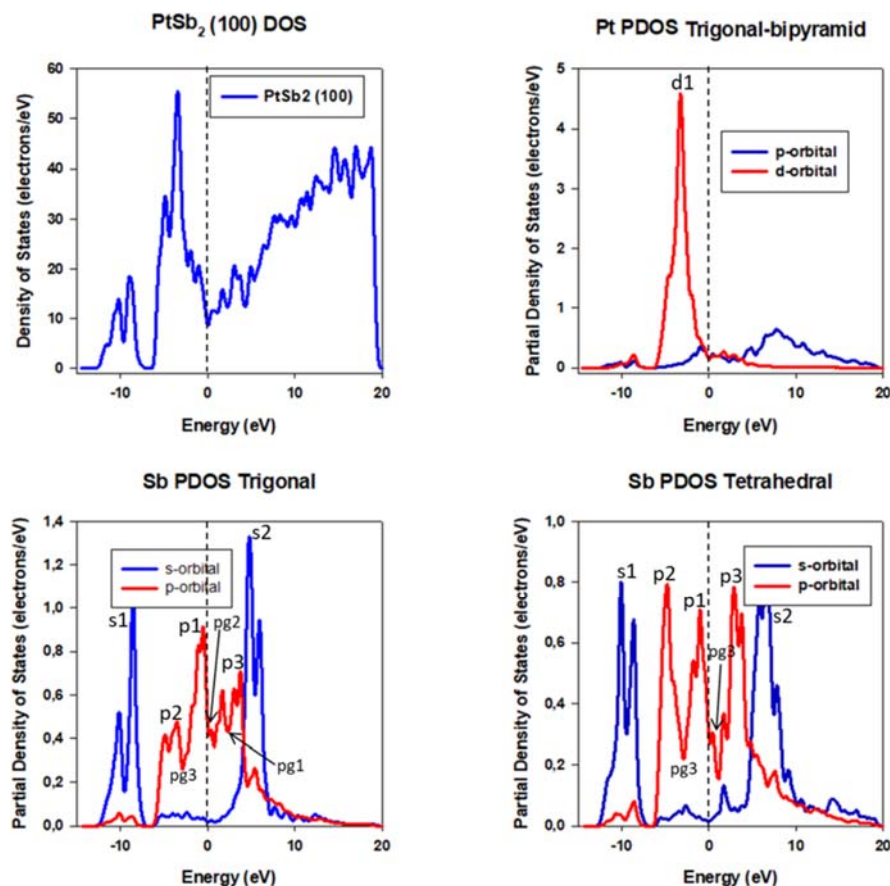 PtSb₂ (100) DOS
60
50
40
30
20
10
0
-10
0
10
20
Density of States (electrons/eV)
Energy (eV)
PtSb2 (100)
Pt PDOS Trigonal-bipyramid
5
4
3
2
1
0
-10
0
10
20
Partial Density of States (electrons/eV)
Energy (eV)
d1
p-orbital
d-orbital
Sb PDOS Trigonal
1,4
1,2
1,0
0,8
0,6
0,4
0,2
0,0
-10
0
10
20
Partial Density of States (electrons/eV)
Energy (eV)
s-orbital
p-orbital
s2
s1
p1
pg2
p3
p2
pg3
pg1
Sb PDOS Tetrahedral
1,0
0,8
0,6
0,4
0,2
0,0
-10
0
10
20
Partial Density of States (electrons/eV)
Energy (eV)
s-orbital
p-orbital
s1
p2
p3
p1
s2
pg3
pg3